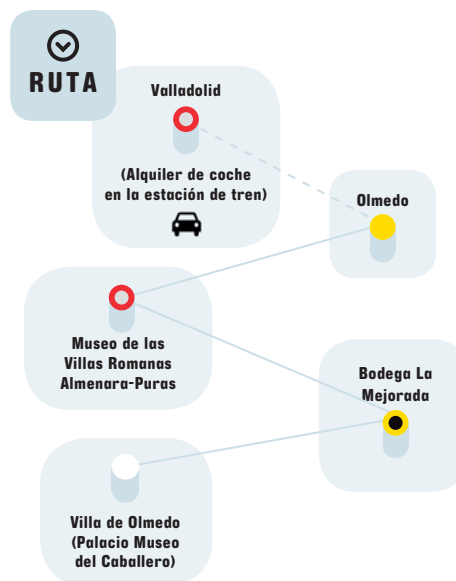 RUTA
Valladolid
(Alquiler de coche
en la estación de tren)
Olmedo
Museo de las
Villas Romanas
Almenara-Puras
Bodega La
Mejorada
Villa de Olmedo
(Palacio Museo
del Caballero)